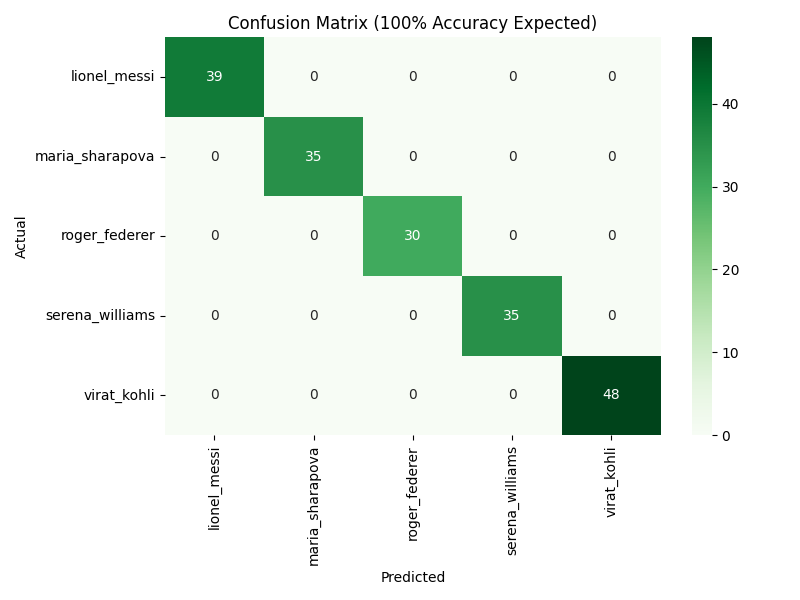 Confusion Matrix (100% Accuracy Expected)
Actual
lionel_messi 39 0 0 0 0
maria_sharapova 0 35 0 0 0
roger_federer 0 0 30 0 0
serena_williams 0 0 0 35 0
virat_kohli 0 0 0 0 48
lionel_messi
maria_sharapova
roger_federer
serena_williams
virat_kohli
Predicted
40
30
20
10
0